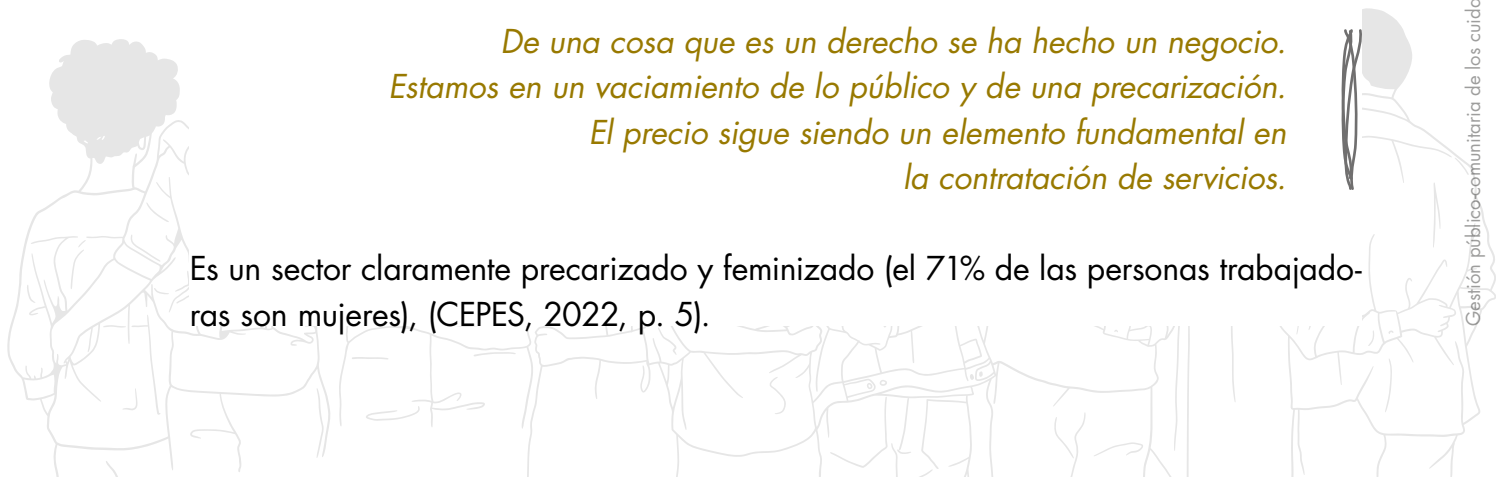 De una cosa que es un derecho se ha hecho un negocio.
Estamos en un vaciamiento de lo público y de una precarización.
El precio sigue siendo un elemento fundamental en
la contratación de servicios.
Es un sector claramente precarizado y feminizado (el 71% de las personas trabajado-
ras son mujeres), (CEPES, 2022, p. 5).
Gestión público-comunitaria de los